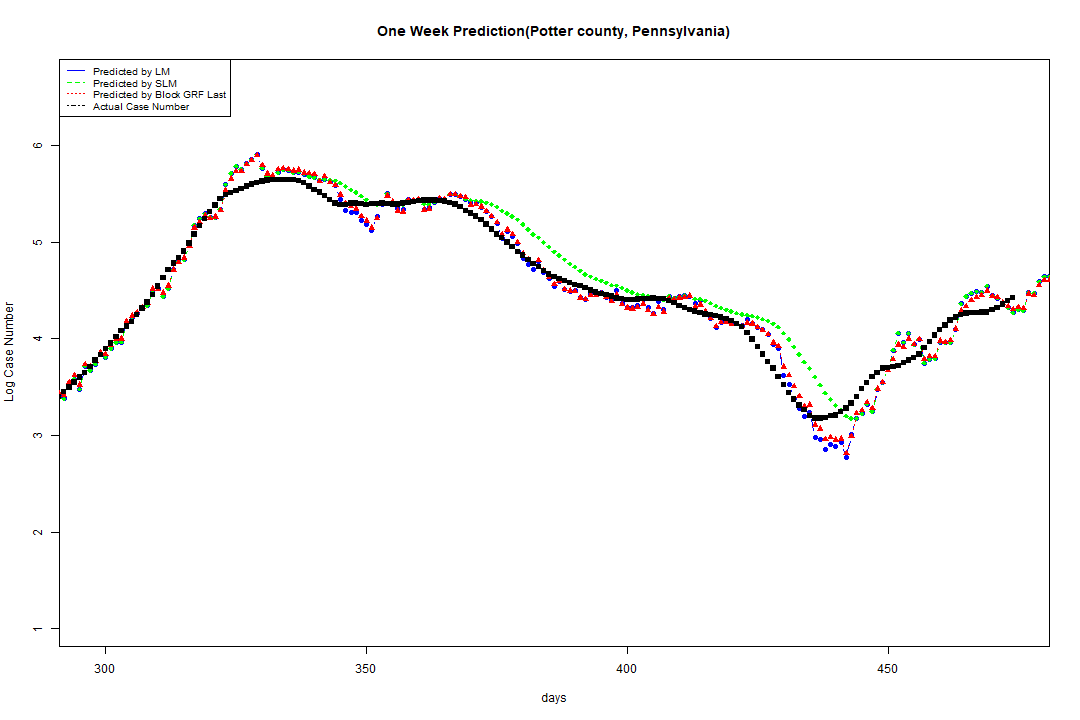 One Week Prediction(Potter county, Pennsylvania)
Predicted by LM
Predicted by SLM
Predicted by Block GRF Last
Actual Case Number
6
5
4
3
2
1
Log Case Number
300 350 400 450
days